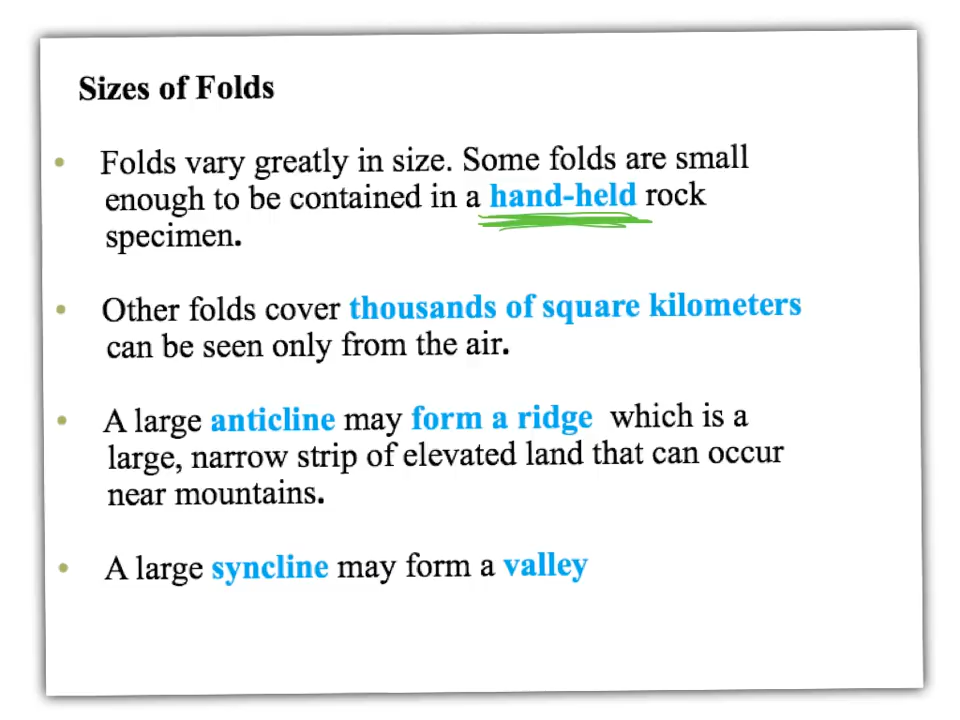 Sizes of Folds
• Folds vary greatly in size. Some folds are small
enough to be contained in a hand-held rock
specimen.
• Other folds cover thousands of square kilometers
can be seen only from the air.
• A large anticline may form a ridge which is a
large, narrow strip of elevated land that can occur
near mountains.
• A large syncline may form a valley